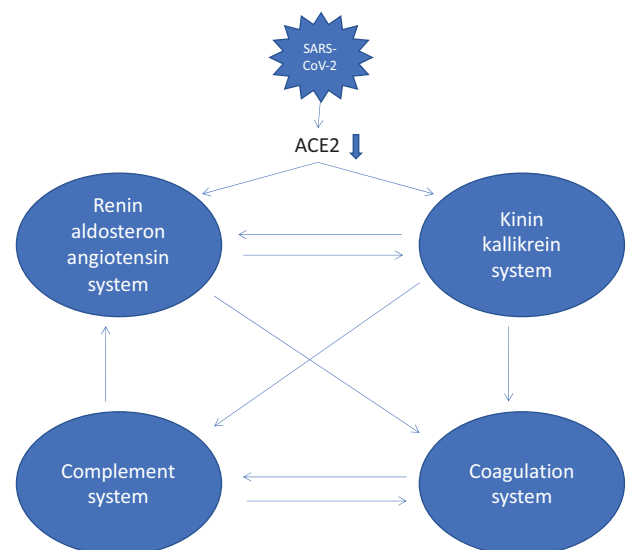 SARS-
CoV-2
ACE2
Renin
aldosteron
angiotensin
system
Kinin
kallikrein
system
Complement
system
Coagulation
system